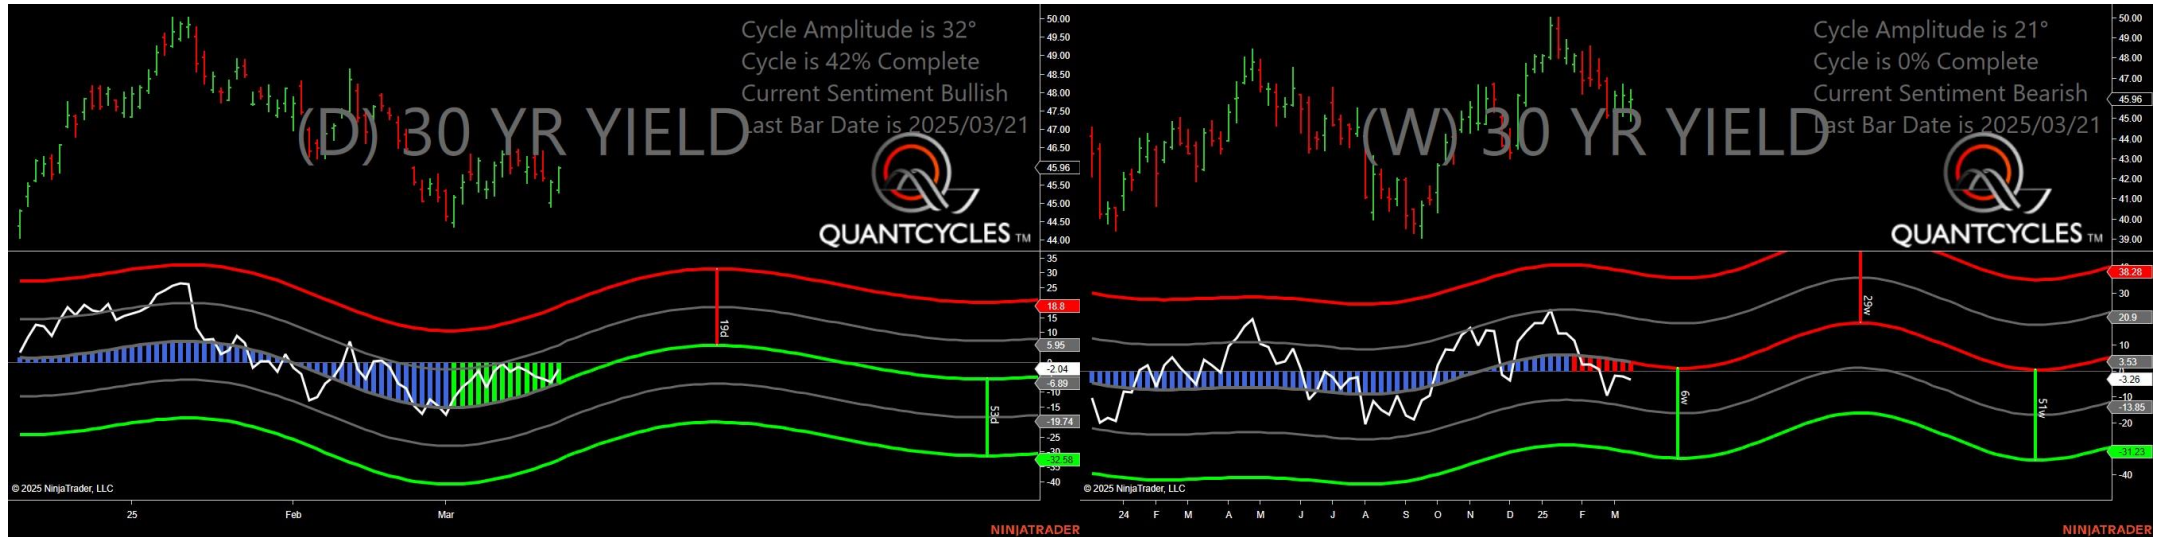 Cycle Amplitude is 32°
Cycle is 42% Complete
Current Sentiment Bullish
Last Bar Date is 2025/03/21
(D) 30 YR YIELD
QUANTCYCLES TM
50.00
49.50
49.00
48.50
48.00
47.50
47.00
46.50
45.96
45.50
45.00
44.50
44.00
35
30
25
18.8
15
10
5.95
-2.04
-6.89
-10
-15
-19.74
-25
-32.58
-40
19d
53d
© 2025 NinjaTrader, LLC
25 Feb Mar
NINJATRADER
Cycle Amplitude is 21°
Cycle is 0% Complete
Current Sentiment Bearish
Last Bar Date is 2025/03/21
(W) 30 YR YIELD
QUANTCYCLES TM
50.00
49.00
48.00
47.00
45.96
45.00
44.00
43.00
42.00
41.00
40.00
39.00
38.28
30
20.9
10
3.53
-3.26
-10
-13.85
-20
-31.23
-40
29w
6w
51w
© 2025 NinjaTrader, LLC
24 F M A M J J A S O N D 25 F M
NINJATRADER